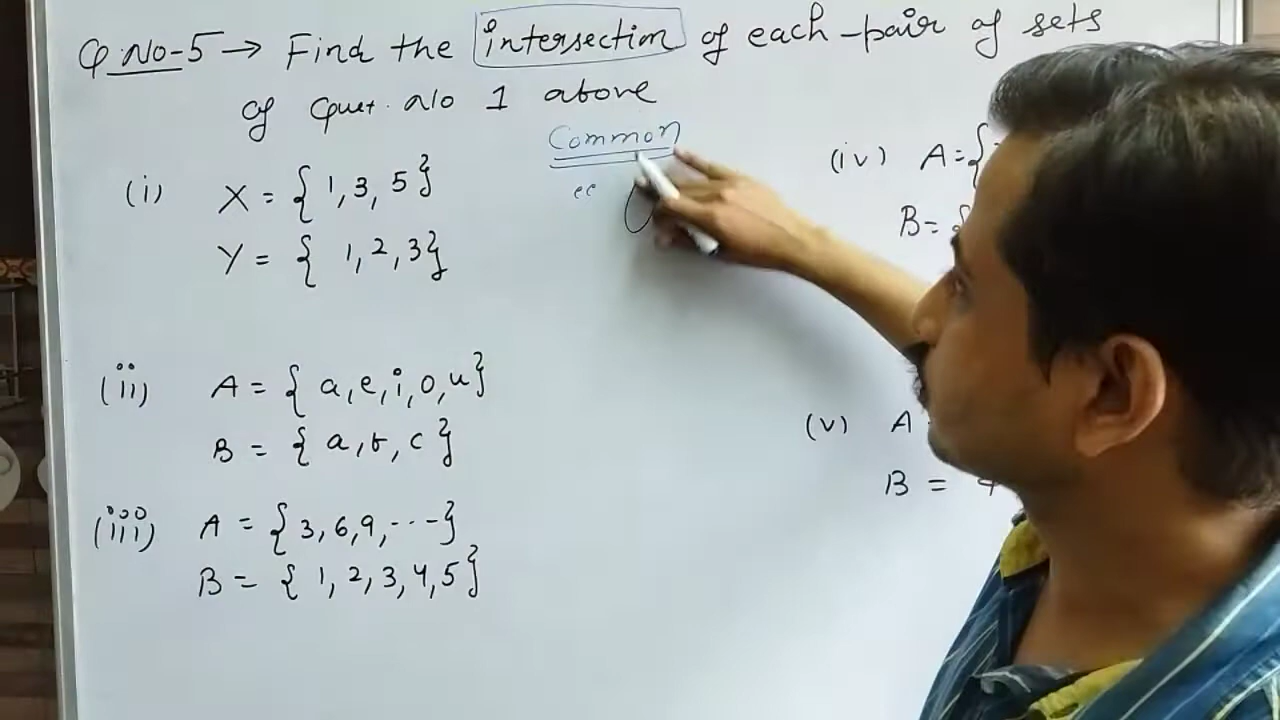 Q.No-5→ Find the intersection of each pair of sets
of Quet. No 1 above
Common
(i) X = { 1, 3, 5 }
Y = { 1, 2, 3 }
(ii) A = { a, e, i, o, u }
B = { a, b, c }
(iii) A = { 3, 6, 9, ---- }
B = { 1, 2, 3, 4, 5 }
(iv) A = {
B = {
(v) A
B =